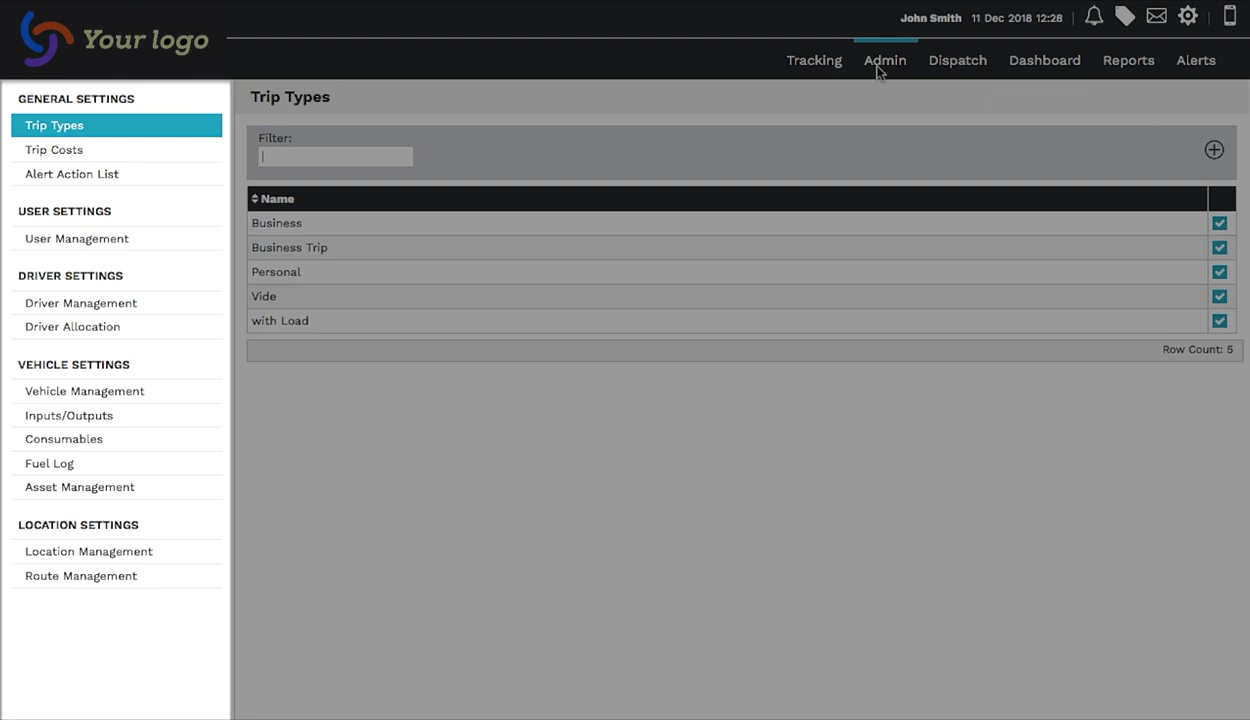 Your logo
John Smith 11 Dec 2018 12:28
Tracking Admin Dispatch Dashboard Reports Alerts
GENERAL SETTINGS
Trip Types
Trip Costs
Alert Action List
USER SETTINGS
User Management
DRIVER SETTINGS
Driver Management
Driver Allocation
VEHICLE SETTINGS
Vehicle Management
Inputs/Outputs
Consumables
Fuel Log
Asset Management
LOCATION SETTINGS
Location Management
Route Management
Trip Types
Filter:
Name
Business
Business Trip
Personal
Vide
with Load
Row Count: 5